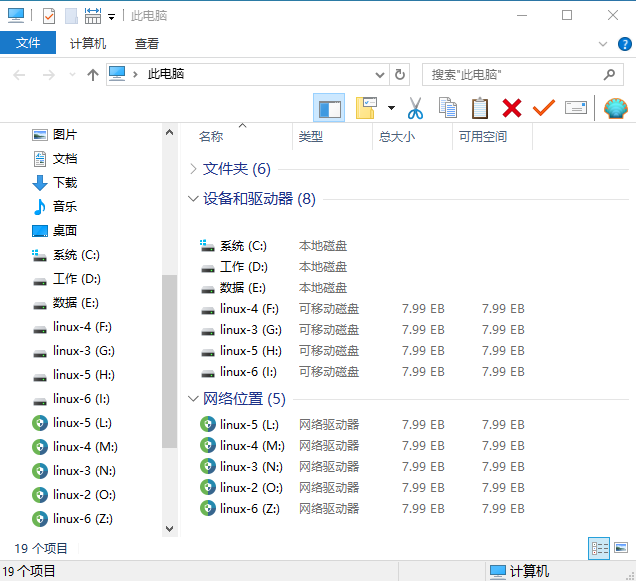 此电脑
文件 计算机 查看
此电脑 搜索"此电脑"
图片
文档
下载
音乐
桌面
系统 (C:)
工作 (D:)
数据 (E:)
linux-4 (F:)
linux-3 (G:)
linux-5 (H:)
linux-6 (I:)
linux-5 (L:)
linux-4 (M:)
linux-3 (N:)
linux-2 (O:)
linux-6 (Z:)
名称 类型 总大小 可用空间
文件夹 (6)
设备和驱动器 (8)
系统 (C:) 本地磁盘
工作 (D:) 本地磁盘
数据 (E:) 本地磁盘
linux-4 (F:) 可移动磁盘 7.99 EB 7.99 EB
linux-3 (G:) 可移动磁盘 7.99 EB 7.99 EB
linux-5 (H:) 可移动磁盘 7.99 EB 7.99 EB
linux-6 (I:) 可移动磁盘 7.99 EB 7.99 EB
网络位置 (5)
linux-5 (L:) 网络驱动器 7.99 EB 7.99 EB
linux-4 (M:) 网络驱动器 7.99 EB 7.99 EB
linux-3 (N:) 网络驱动器 7.99 EB 7.99 EB
linux-2 (O:) 网络驱动器 7.99 EB 7.99 EB
linux-6 (Z:) 网络驱动器 7.99 EB 7.99 EB
19 个项目
19 个项目 计算机